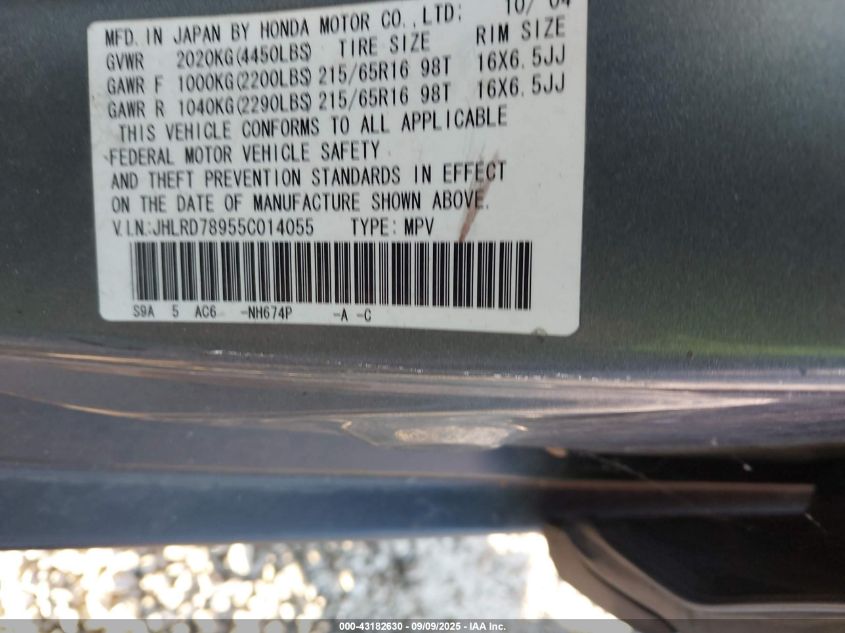 MFD. IN JAPAN BY HONDA MOTOR CO.,LTD: 10/ 04
GVWR 2020KG(4450LBS) TIRE SIZE RIM SIZE
GAWR F 1000KG(2200LBS) 215/65R16 98T 16X6.5JJ
GAWR R 1040KG(2290LBS) 215/65R16 98T 16X6.5JJ
THIS VEHICLE CONFORMS TO ALL APPLICABLE
FEDERAL MOTOR VEHICLE SAFETY
AND THEFT PREVENTION STANDARDS IN EFFECT
ON THE DATE OF MANUFACTURE SHOWN ABOVE.
V.I.N:JHLRD78955C014055 TYPE: MPV
S9A 5 AC6 -NH674P -A -C
000-43182630 - 09/09/2025 - IAA Inc.